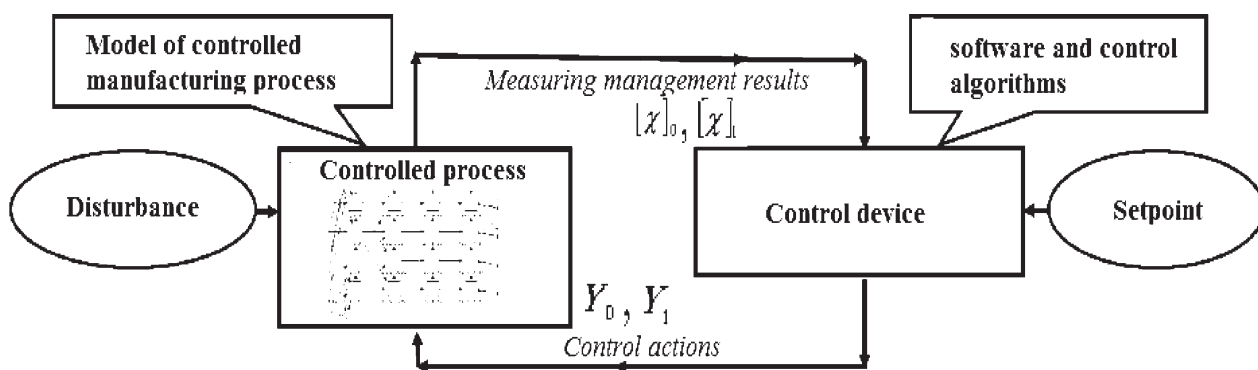 Model of controlled
manufacturing process
software and control
algorithms
Measuring management results
[χ]₀, [χ]₁
Controlled process
Disturbance
Control device
Setpoint
Y₀, Y₁
Control actions